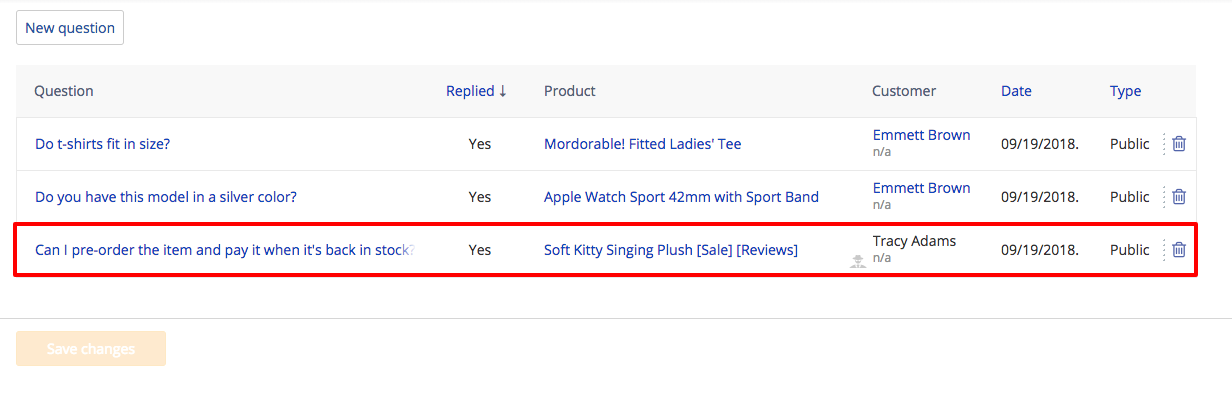 New question
Question Replied ↓ Product Customer Date Type
Do t-shirts fit in size? Yes Mordorable! Fitted Ladies' Tee Emmett Brown 09/19/2018. Public
n/a
Do you have this model in a silver color? Yes Apple Watch Sport 42mm with Sport Band Emmett Brown 09/19/2018. Public
n/a
Can I pre-order the item and pay it when it's back in stock? Yes Soft Kitty Singing Plush [Sale] [Reviews] Tracy Adams 09/19/2018. Public
n/a
Save changes